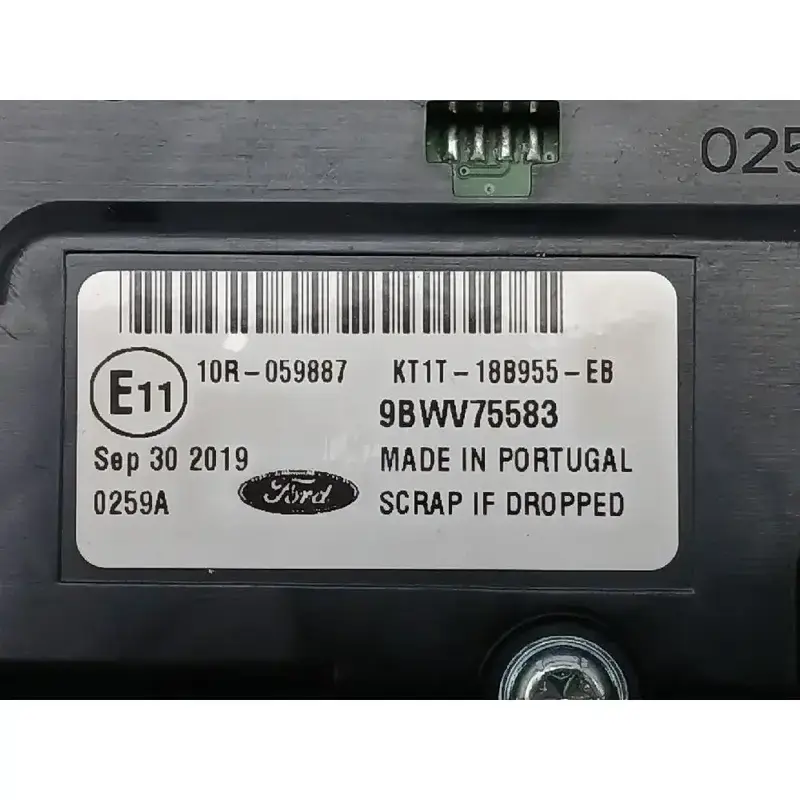 025
10R-059887 KT1T-18B955-EB
E11
9BWV75583
Sep 30 2019 MADE IN PORTUGAL
0259A Ford SCRAP IF DROPPED